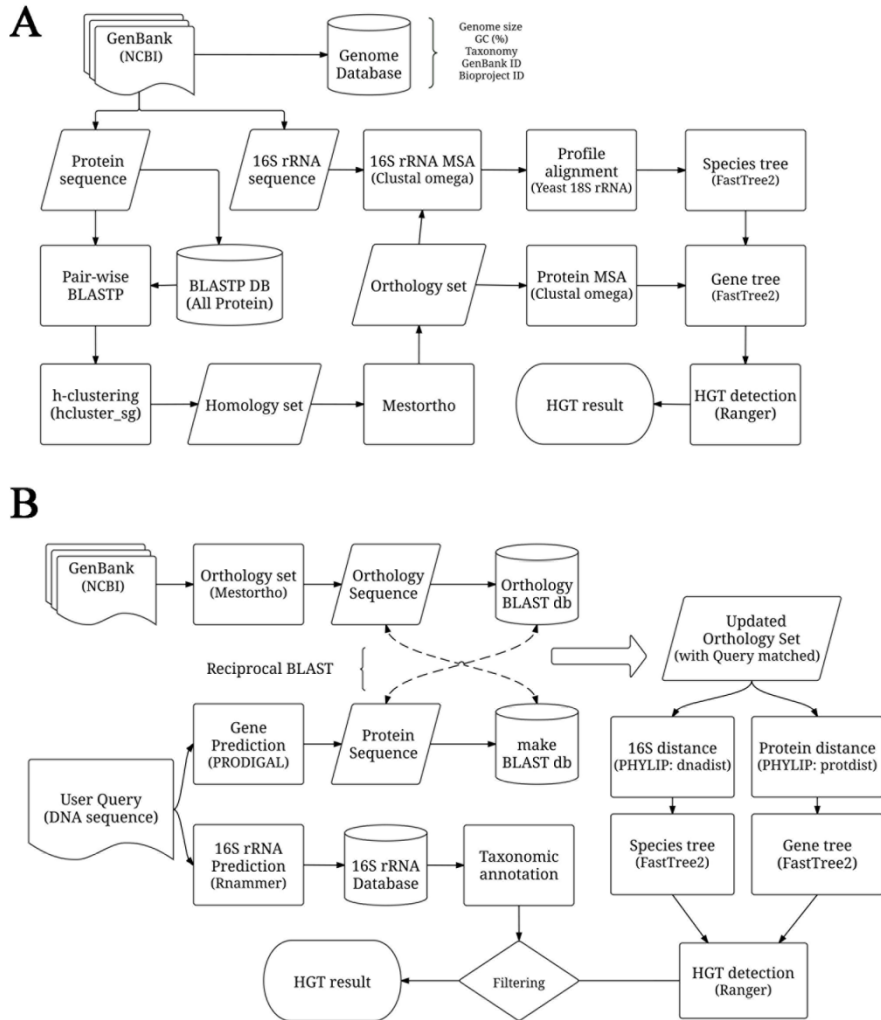 A
GenBank
(NCBI)
Genome
Database
Genome size
GC (%)
Taxonomy
GenBank ID
Bioproject ID
Protein
sequence
16S rRNA
sequence
16S rRNA MSA
(Clustal omega)
Profile
alignment
(Yeast 18S rRNA)
Species tree
(FastTree2)
Pair-wise
BLASTP
BLASTP DB
(All Protein)
Orthology set
Protein MSA
(Clustal omega)
Gene tree
(FastTree2)
h-clustering
(hcluster_sg)
Homology set
Mestortho
HGT result
HGT detection
(Ranger)
B
GenBank
(NCBI)
Orthology set
(Mestortho)
Orthology
Sequence
Orthology
BLAST db
Updated
Orthology Set
(with Query matched)
Reciprocal BLAST
Gene
Prediction
(PRODIGAL)
Protein
Sequence
make
BLAST db
16S distance
(PHYLIP: dnadist)
Protein distance
(PHYLIP: protdist)
User Query
(DNA sequence)
16S rRNA
Prediction
(Rnammer)
16S rRNA
Database
Taxonomic
annotation
Species tree
(FastTree2)
Gene tree
(FastTree2)
HGT result
Filtering
HGT detection
(Ranger)